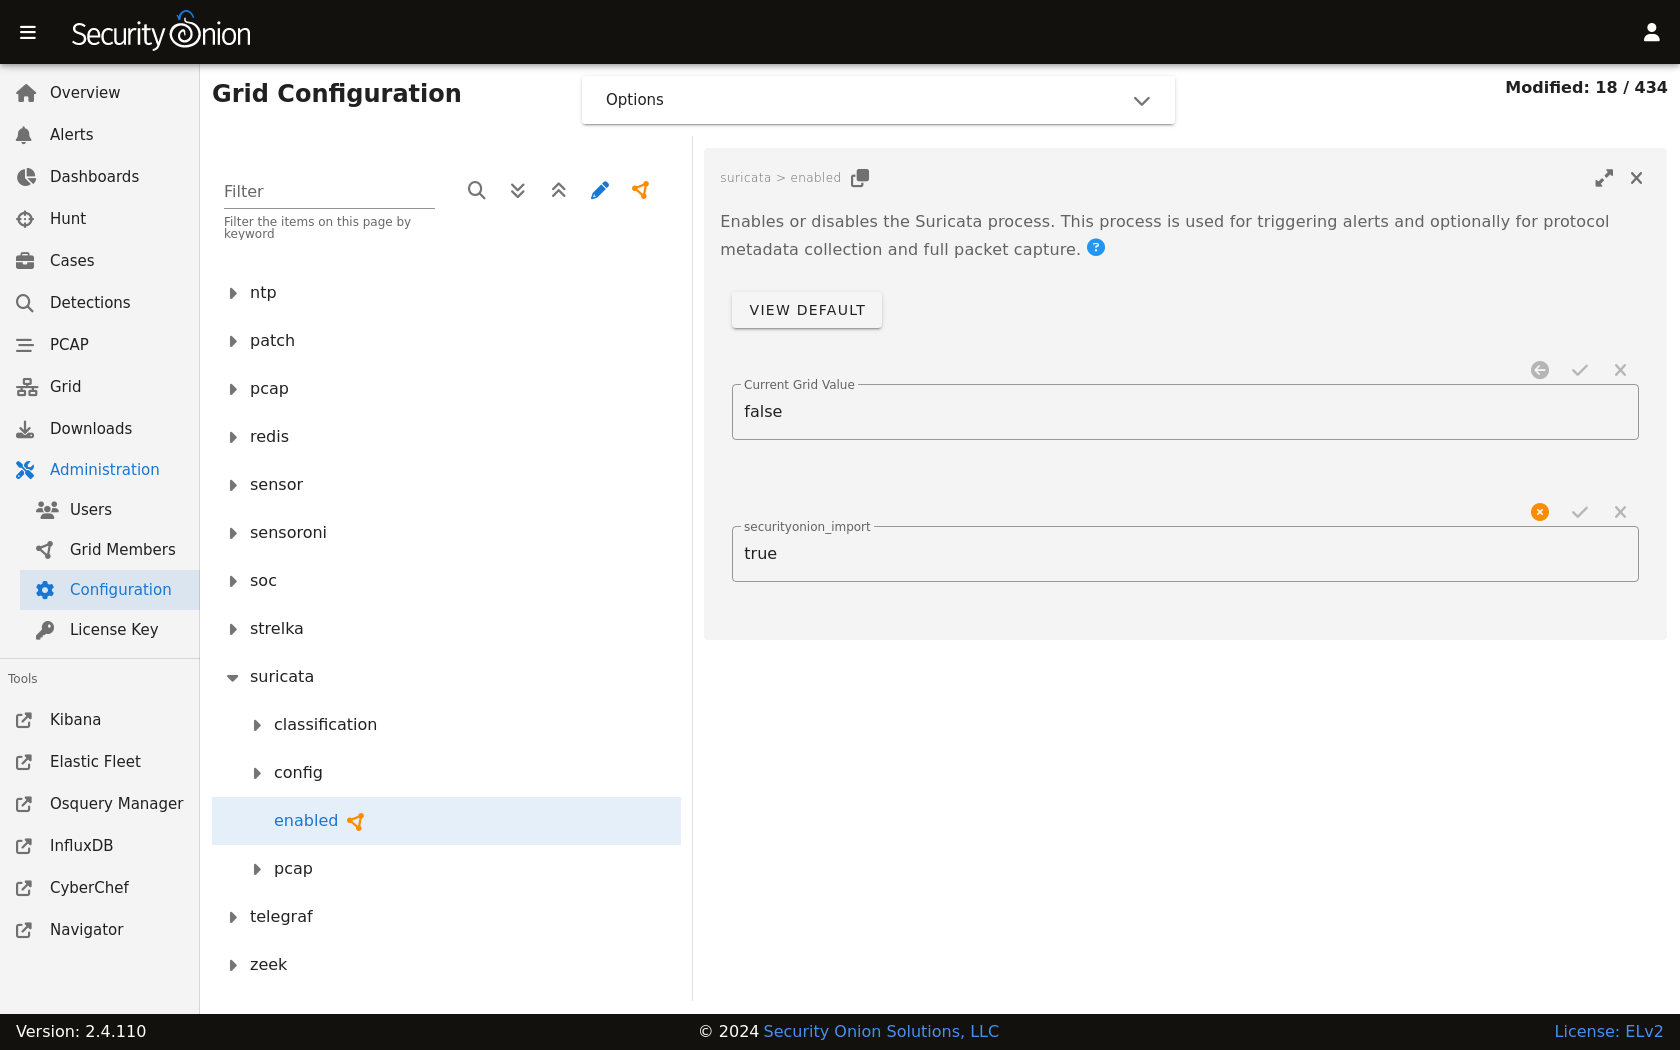 Security Onion
Overview
Alerts
Dashboards
Hunt
Cases
Detections
PCAP
Grid
Downloads
Administration
Users
Grid Members
Configuration
License Key
Tools
Kibana
Elastic Fleet
Osquery Manager
InfluxDB
CyberChef
Navigator
Grid Configuration
Options
Modified: 18 / 434
Filter
Filter the items on this page by
keyword
ntp
patch
pcap
redis
sensor
sensoroni
soc
strelka
suricata
classification
config
enabled
pcap
telegraf
zeek
suricata > enabled
Enables or disables the Suricata process. This process is used for triggering alerts and optionally for protocol
metadata collection and full packet capture. ?
VIEW DEFAULT
Current Grid Value
false
securityonion_import
true
Version: 2.4.110
© 2024 Security Onion Solutions, LLC
License: ELv2